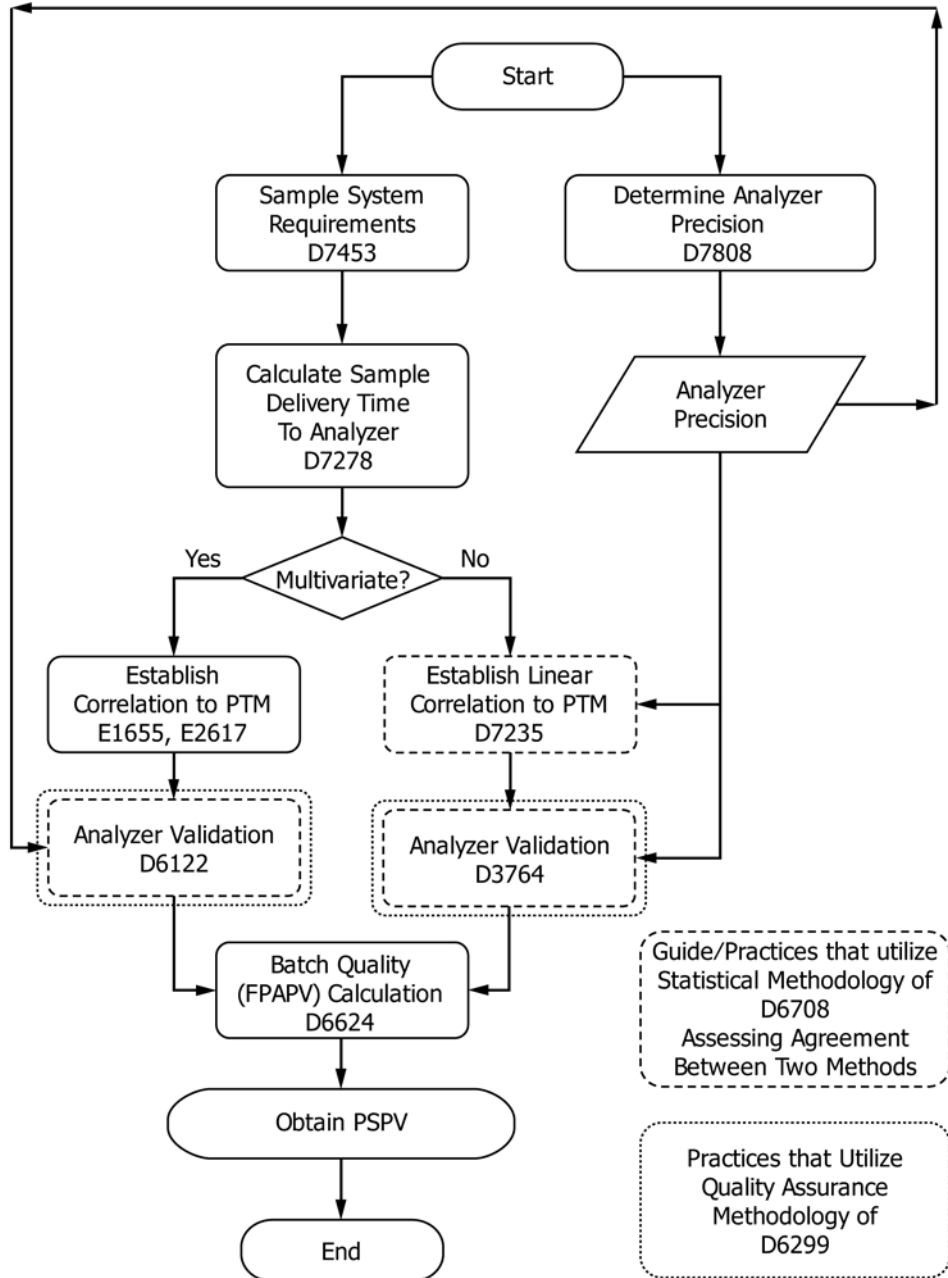 Start
Sample System
Requirements
D7453
Determine Analyzer
Precision
D7808
Calculate Sample
Delivery Time
To Analyzer
D7278
Analyzer
Precision
Yes
No
Multivariate?
Establish
Correlation to PTM
E1655, E2617
Establish Linear
Correlation to PTM
D7235
Analyzer Validation
D6122
Analyzer Validation
D3764
Batch Quality
(FPAPV) Calculation
D6624
Obtain PSPV
End
Guide/Practices that utilize
Statistical Methodology of
D6708
Assessing Agreement
Between Two Methods
Practices that Utilize
Quality Assurance
Methodology of
D6299